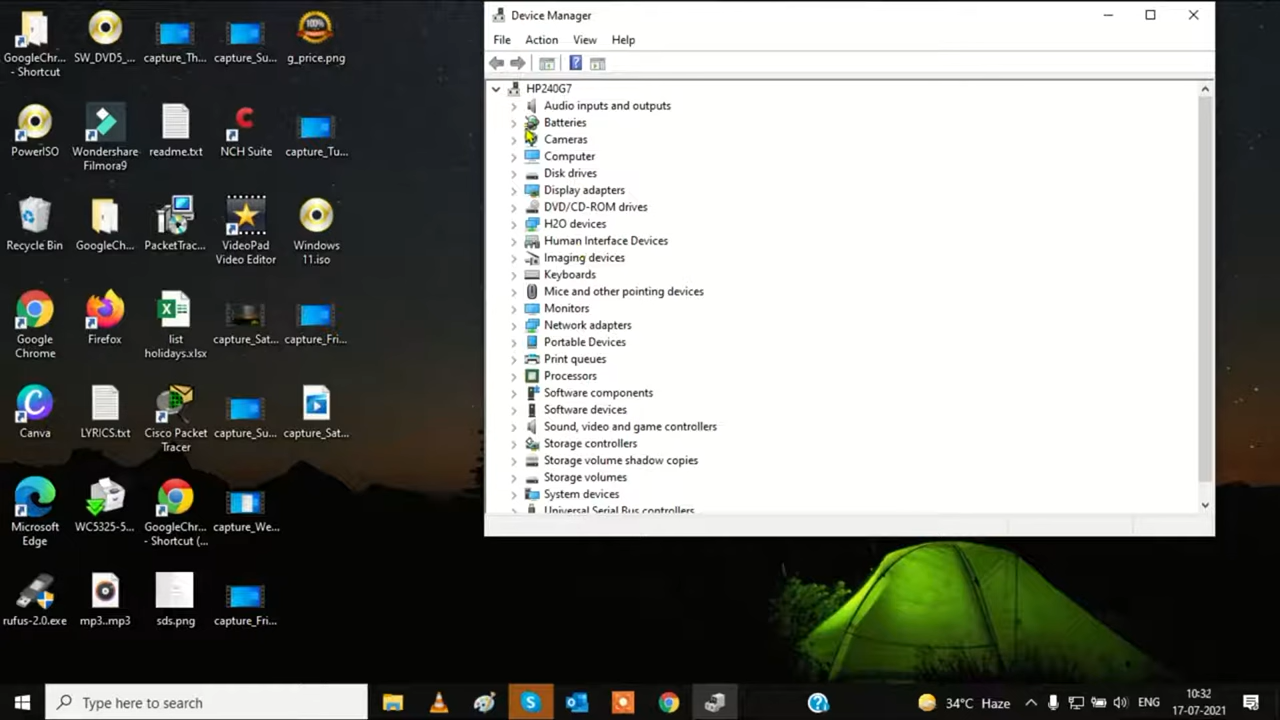 GoogleChr...
- Shortcut
SW_DVD5_...
capture_Th...
capture_Su...
100%
g_price.png
PowerISO
Wondershare
Filmora9
readme.txt
NCH Suite
capture_Tu...
Recycle Bin
GoogleCh...
PacketTrac...
VideoPad
Video Editor
Windows
11.iso
Google
Chrome
Firefox
list
holidays.xlsx
capture_Sat...
capture_Fri...
Canva
LYRICS.txt
Cisco Packet
Tracer
capture_Su...
capture_Sat...
Microsoft
Edge
WC5325-5...
GoogleChr...
- Shortcut (...
capture_We...
rufus-2.0.exe
mp3..mp3
sds.png
capture_Fri...
Device Manager
File Action View Help
HP240G7
Audio inputs and outputs
Batteries
Cameras
Computer
Disk drives
Display adapters
DVD/CD-ROM drives
H2O devices
Human Interface Devices
Imaging devices
Keyboards
Mice and other pointing devices
Monitors
Network adapters
Portable Devices
Print queues
Processors
Software components
Software devices
Sound, video and game controllers
Storage controllers
Storage volume shadow copies
Storage volumes
System devices
Universal Serial Bus controllers
Type here to search
34°C Haze
ENG
10:32
17-07-2021